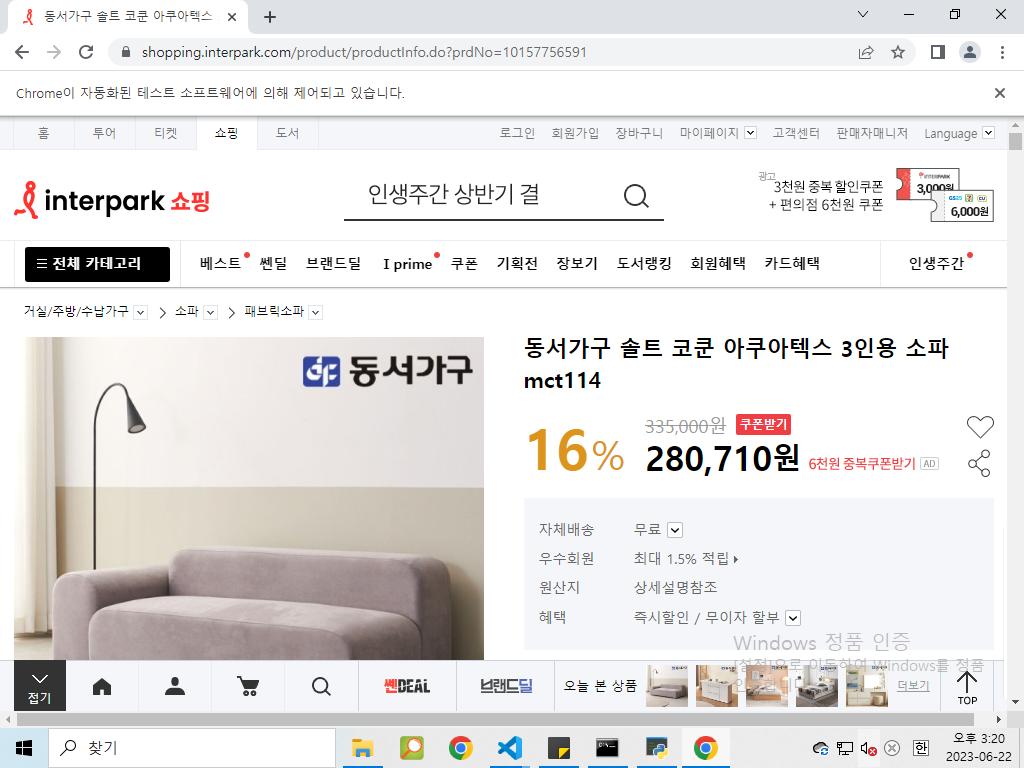 동서가구 솔트 코쿤 아쿠아텍스
shopping.interpark.com/product/productInfo.do?prdNo=10157756591
Chrome이 자동화된 테스트 소프트웨어에 의해 제어되고 있습니다.
홈 투어 티켓 쇼핑 도서 로그인 회원가입 장바구니 마이페이지 고객센터 판매자매니저 Language
광고
interpark 쇼핑 인생주간 상반기 결 3천원 중복 할인쿠폰 3,000원
+ 편의점 6천원 쿠폰 6,000원
전체 카테고리 베스트 쎈딜 브랜드딜 I prime 쿠폰 기획전 장보기 도서랭킹 회원혜택 카드혜택 인생주간
거실/주방/수납가구 소파 패브릭소파
동서가구
동서가구 솔트 코쿤 아쿠아텍스 3인용 소파
mct114
335,000원 쿠폰받기
16% 280,710원 6천원 중복쿠폰받기 AD
자체배송 무료
우수회원 최대 1.5% 적립
원산지 상세설명참조
혜택 즉시할인 / 무이자 할부
Windows 정품 인증
[설정]으로 이동하여 Windows를 정품
접기 쎈DEAL 브랜드딜 오늘 본 상품 더보기 TOP
찾기
오후 3:20
2023-06-22
한